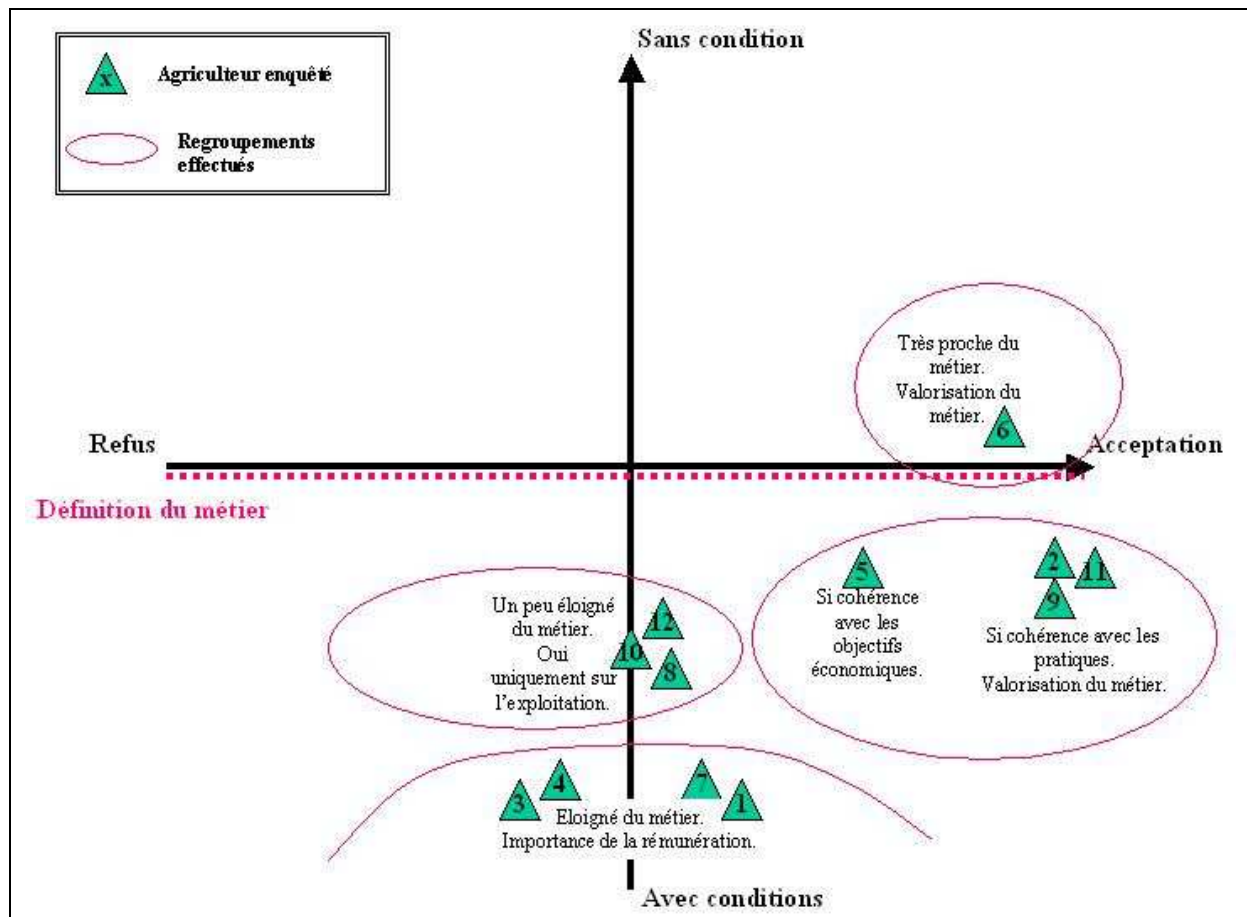 Sans condition
x
Agriculteur enquêté
Regroupements
effectués
Très proche du
métier.
Valorisation du
métier.
6
Refus
Acceptation
Définition du métier
5
2
11
9
Si cohérence
avec les
objectifs
économiques.
Si cohérence avec les
pratiques.
Valorisation du métier.
Un peu éloigné
du métier.
Oui
uniquement sur
l'exploitation.
12
10
8
3
4
7
1
Eloigné du métier.
Importance de la rémunération.
Avec conditions